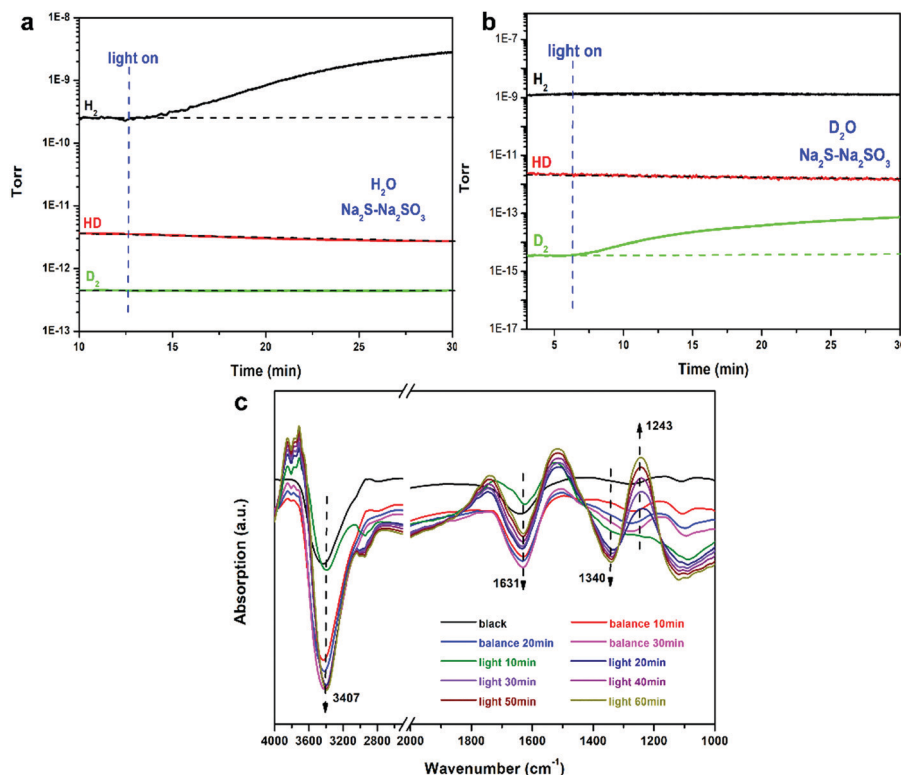 a
1E-8
1E-9
1E-10
1E-11
1E-12
1E-13
Torr
light on
H2
HD
D2
H2O
Na2S-Na2SO3
10
15
20
25
30
Time (min)
b
1E-7
1E-9
1E-11
1E-13
1E-15
1E-17
Torr
light on
H2
HD
D2
D2O
Na2S-Na2SO3
5
10
15
20
25
30
Time (min)
c
Absorption (a.u.)
1243
1631
1340
3407
black
balance 10min
balance 20min
balance 30min
light 10min
light 20min
light 30min
light 40min
light 50min
light 60min
4000 3600 3200 2800 2000 1800 1600 1400 1200 1000
Wavenumber (cm-1)